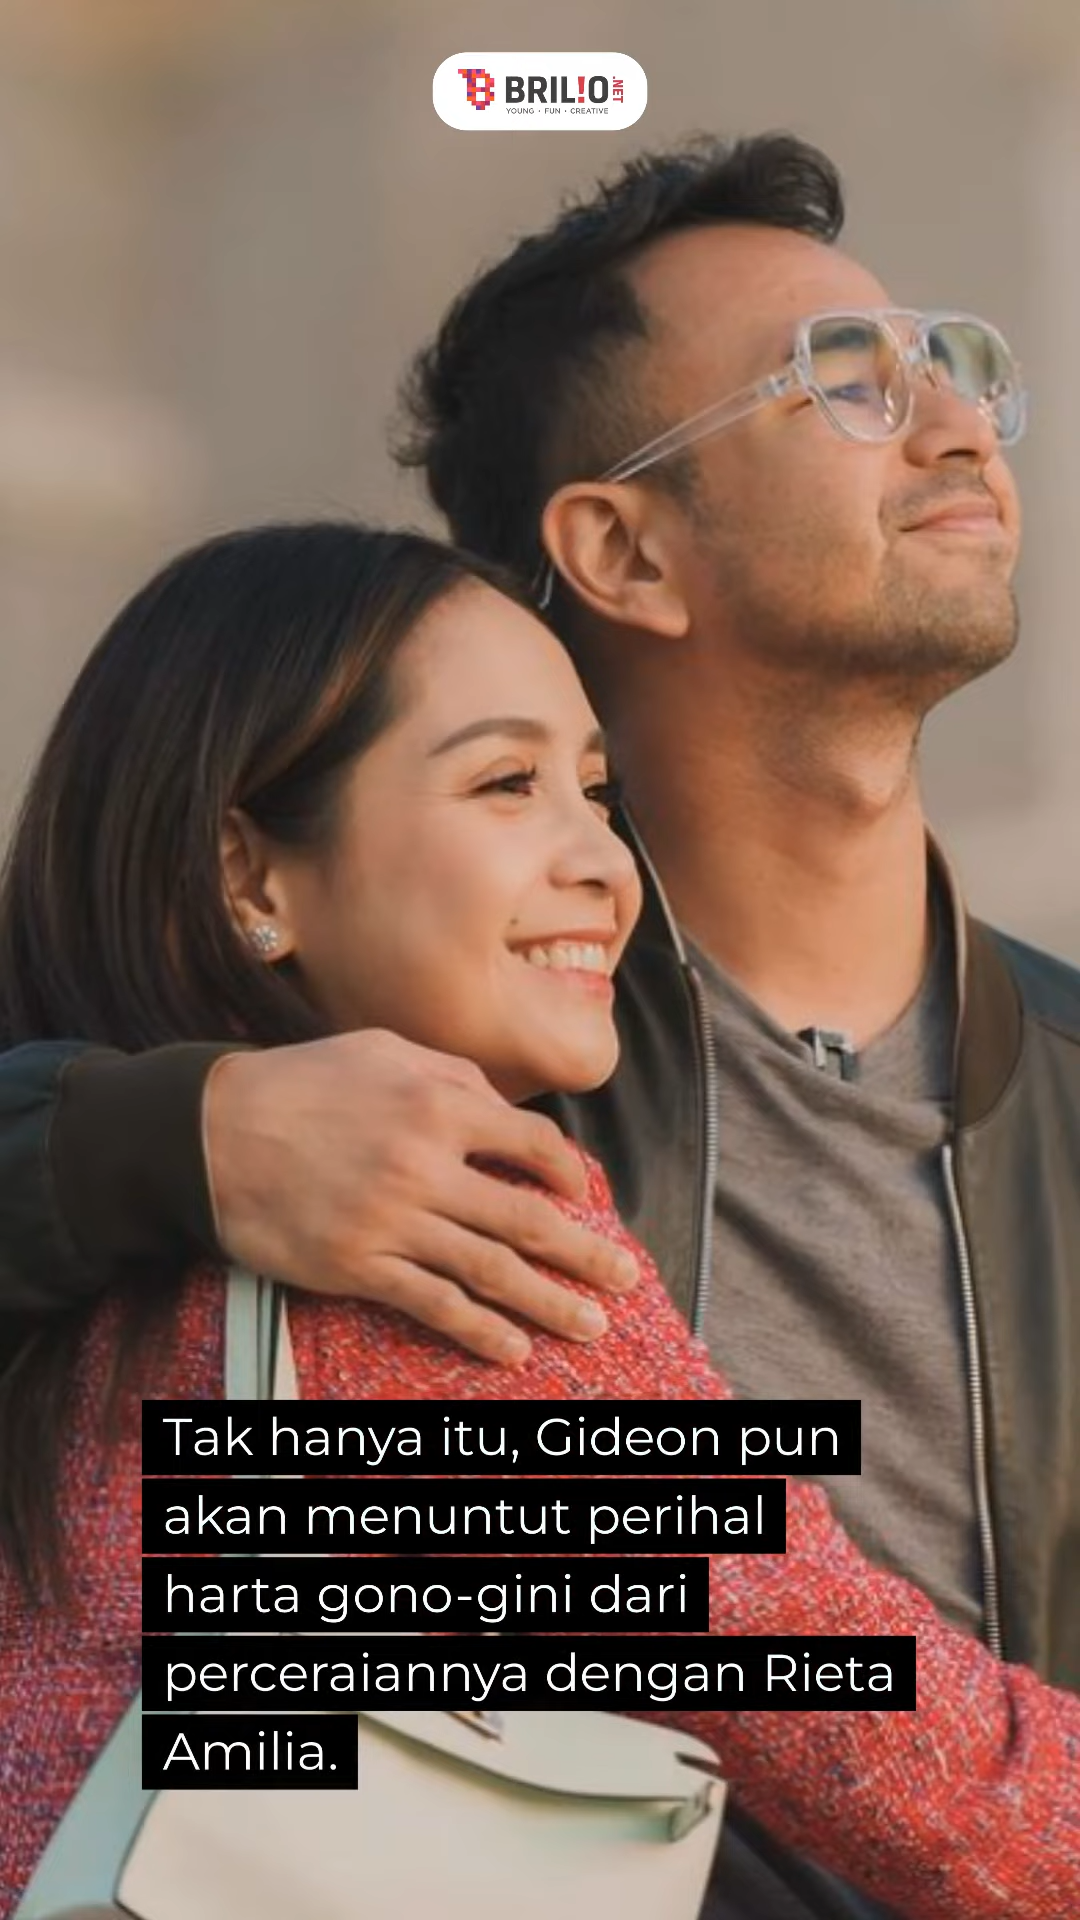 BRIL!O.NET
YOUNG • FUN • CREATIVE
Tak hanya itu, Gideon pun
akan menuntut perihal
harta gono-gini dari
perceraiannya dengan Rieta
Amilia.